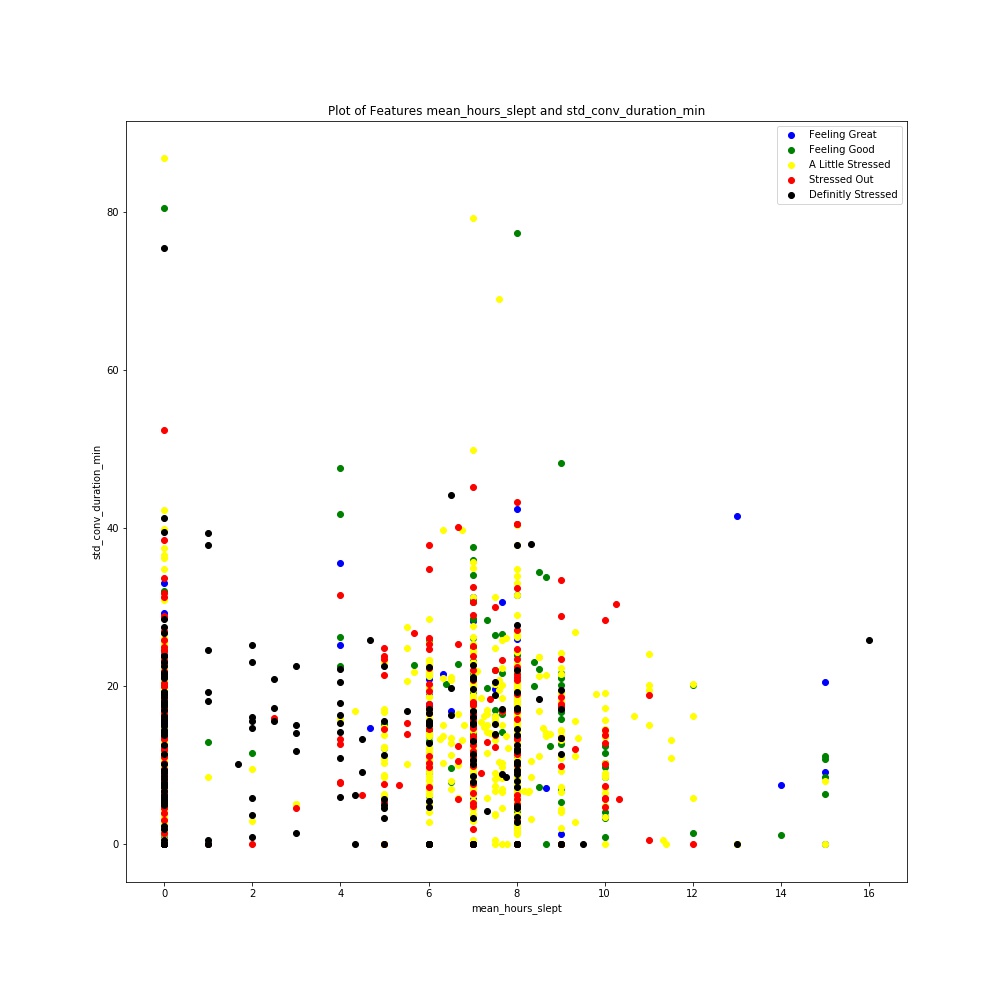 Plot of Features mean_hours_slept and std_conv_duration_min
Feeling Great
Feeling Good
A Little Stressed
Stressed Out
Definitly Stressed
80
60
40
20
0
std_conv_duration_min
0 2 4 6 8 10 12 14 16
mean_hours_slept